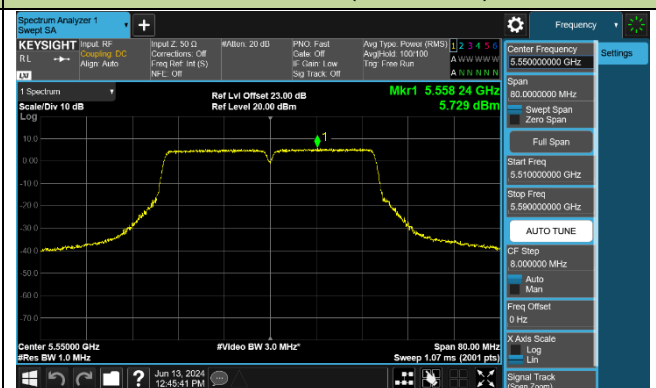 Spectrum Analyzer 1
Swept SA
Frequency
KEYSIGHT
RL
LXI
Input: RF
Coupling: DC
Align: Auto
Input Z: 50 Ω
Corrections: Off
Freq Ref: Int (S)
NFE: Off
#Atten: 20 dB
PNO: Fast
Gate: Off
IF Gain: Low
Sig Track: Off
Avg Type: Power (RMS)
Avg|Hold: 100/100
Trig: Free Run
1 2 3 4 5 6
A W W W W W
A N N N N N
Center Frequency
5.550000000 GHz
Settings
Span
80.0000000 MHz
Swept Span
Zero Span
Full Span
Start Freq
5.510000000 GHz
Stop Freq
5.590000000 GHz
AUTO TUNE
CF Step
8.000000 MHz
Auto
Man
Freq Offset
0 Hz
X Axis Scale
Log
Lin
Signal Track
(Span Zoom)
1 Spectrum
Scale/Div 10 dB
Log
Ref Lvl Offset 23.00 dB
Ref Level 20.00 dBm
Mkr1 5.558 24 GHz
5.729 dBm
1
10.0
0.00
-10.0
-20.0
-30.0
-40.0
-50.0
-60.0
-70.0
Center 5.55000 GHz
#Res BW 1.0 MHz
#Video BW 3.0 MHz*
Span 80.00 MHz
Sweep 1.07 ms (2001 pts)
?
Jun 13, 2024
12:45:41 PM